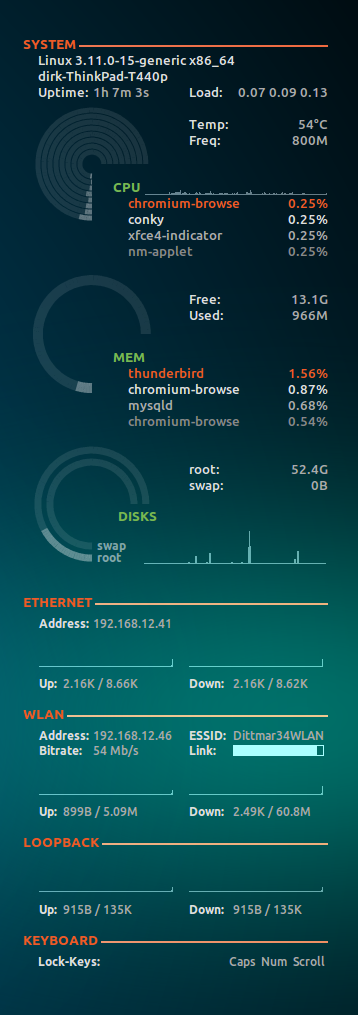 SYSTEM
Linux 3.11.0-15-generic x86_64
dirk-ThinkPad-T440p
Uptime: 1h 7m 3s Load: 0.07 0.09 0.13
Temp: 54°C
Freq: 800M
CPU
chromium-browse 0.25%
conky 0.25%
xfce4-indicator 0.25%
nm-applet 0.25%
Free: 13.1G
Used: 966M
MEM
thunderbird 1.56%
chromium-browse 0.87%
mysqld 0.68%
chromium-browse 0.54%
root: 52.4G
swap: 0B
DISKS
swap
root
ETHERNET
Address: 192.168.12.41
Up: 2.16K / 8.66K Down: 2.16K / 8.62K
WLAN
Address: 192.168.12.46 ESSID: Dittmar34WLAN
Bitrate: 54 Mb/s Link:
Up: 899B / 5.09M Down: 2.49K / 60.8M
LOOPBACK
Up: 915B / 135K Down: 915B / 135K
KEYBOARD
Lock-Keys: Caps Num Scroll